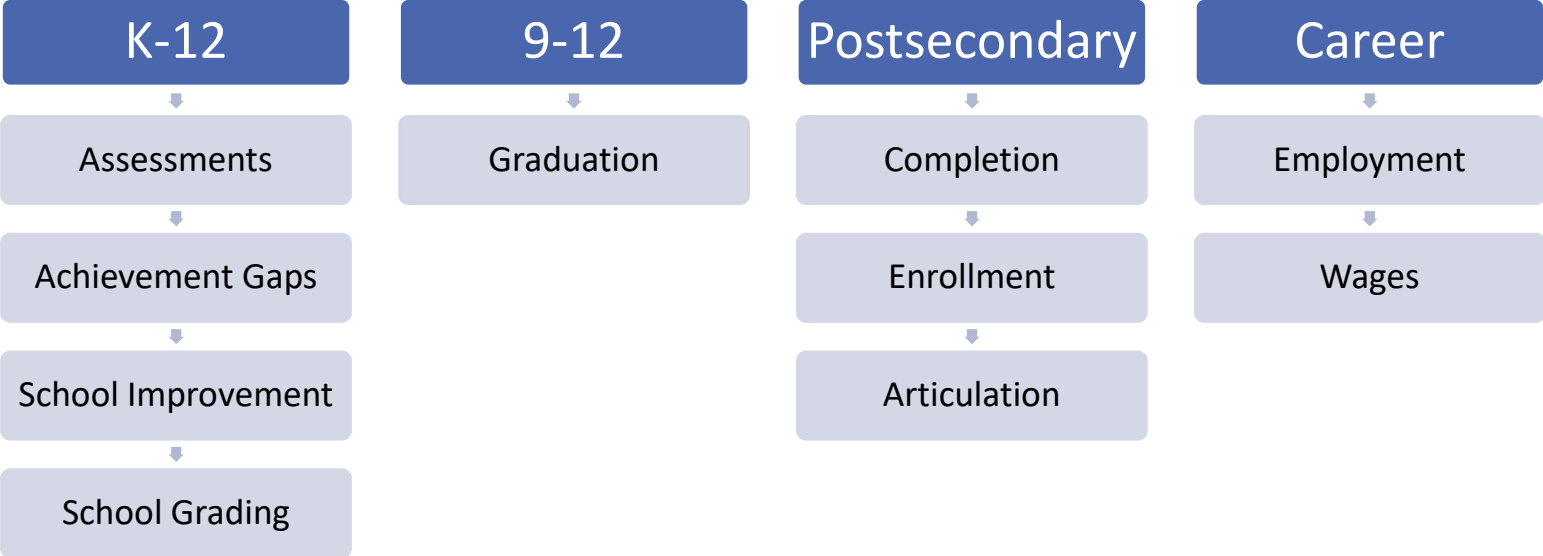 K-12
Assessments
Achievement Gaps
School Improvement
School Grading
9-12
Graduation
Postsecondary
Completion
Enrollment
Articulation
Career
Employment
Wages